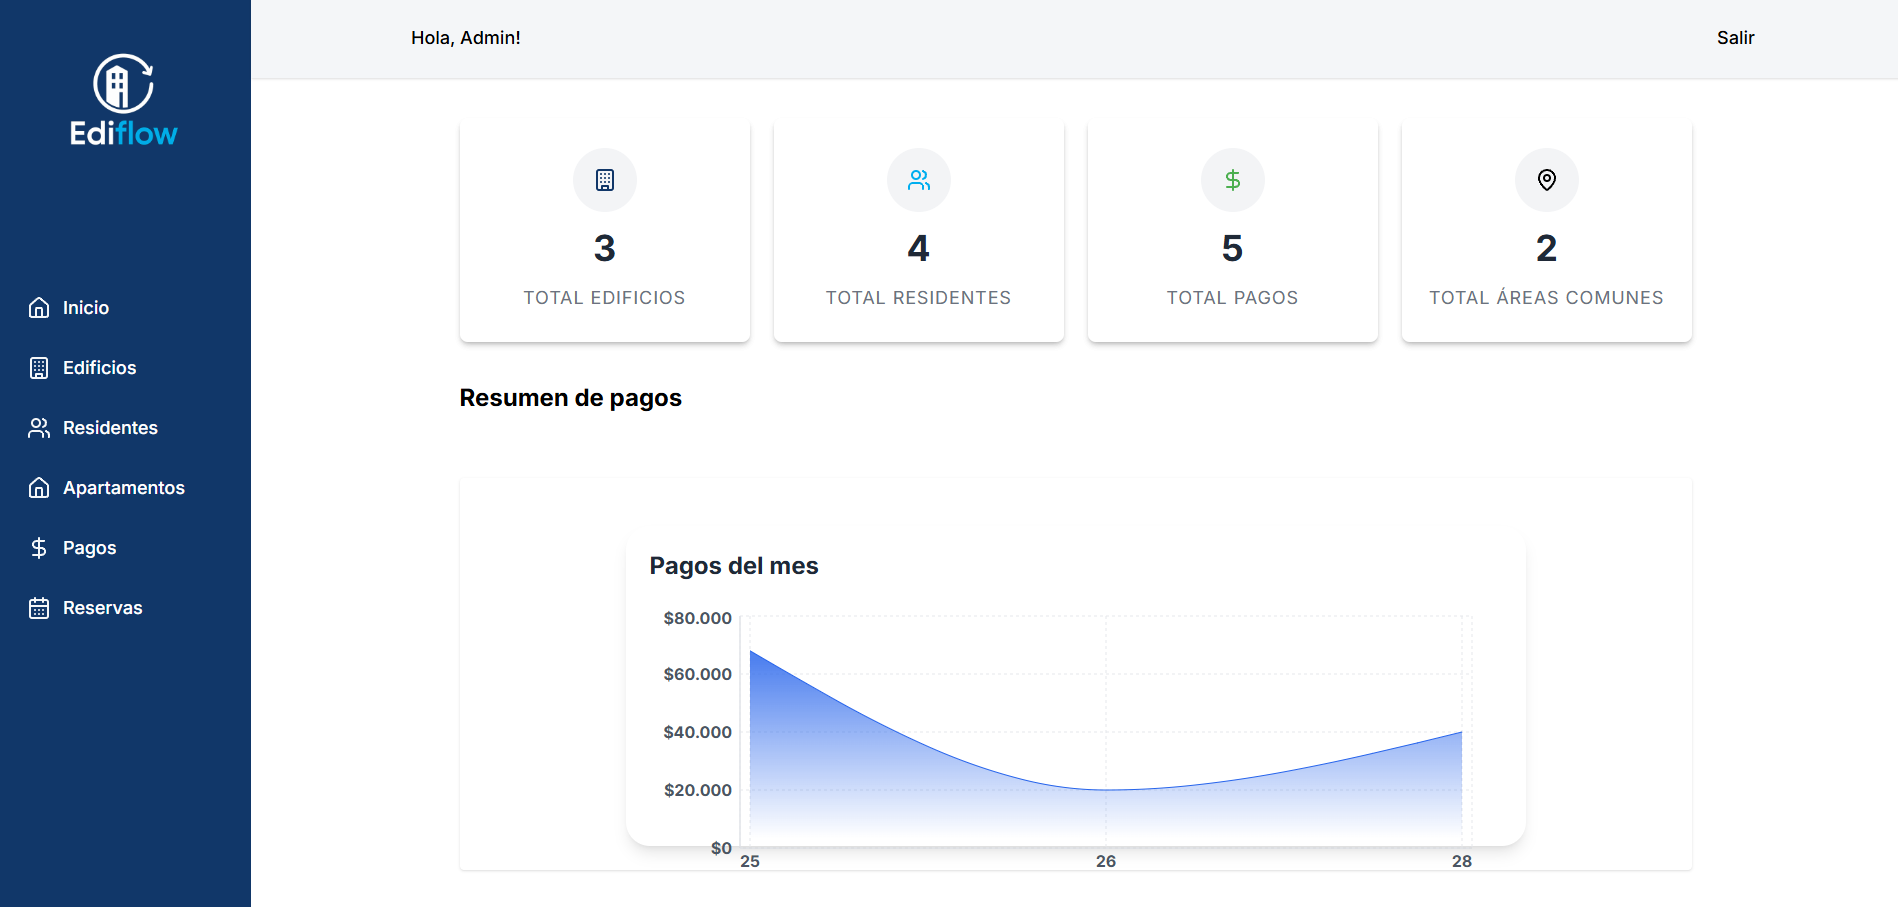 Hola, Admin!
Salir
Ediflow
Inicio
Edificios
Residentes
Apartamentos
Pagos
Reservas
3
TOTAL EDIFICIOS
4
TOTAL RESIDENTES
5
TOTAL PAGOS
2
TOTAL ÁREAS COMUNES
Resumen de pagos
Pagos del mes
$80.000
$60.000
$40.000
$20.000
$0
25 26 28